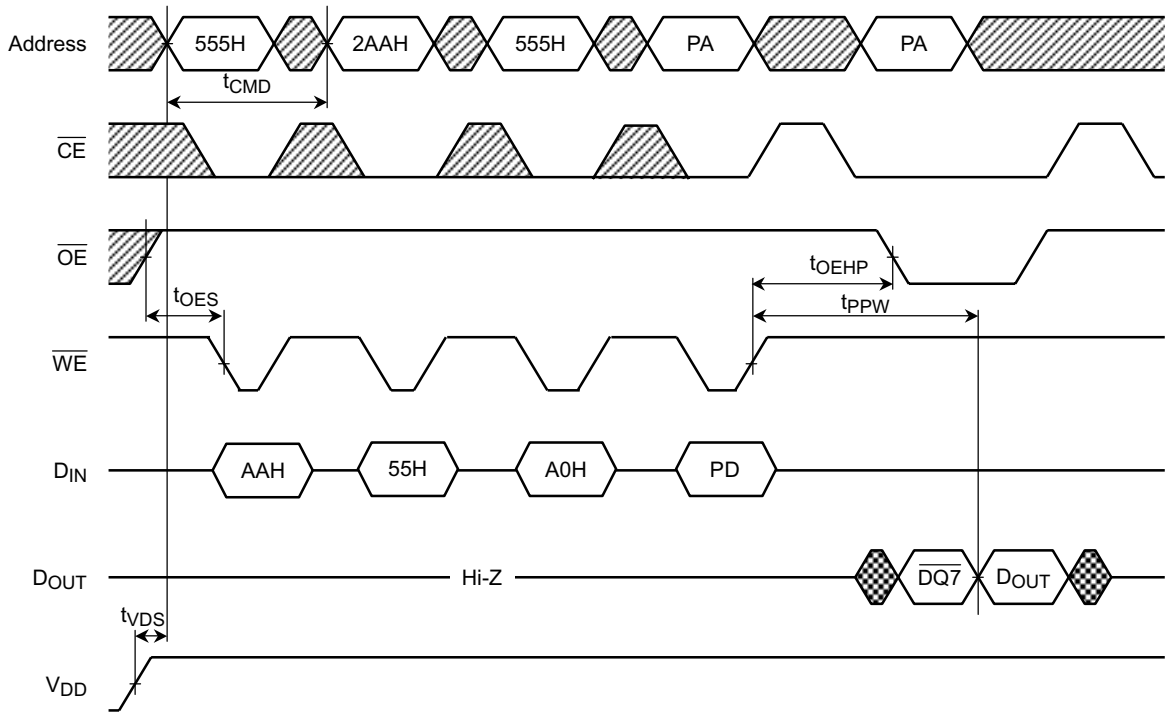 Address 555H 2AAH 555H PA PA
tCMD
CE
OE
tOEHP
tOES
tPPW
WE
DIN AAH 55H A0H PD
DOUT Hi-Z DQ7 DOUT
tVDS
VDD